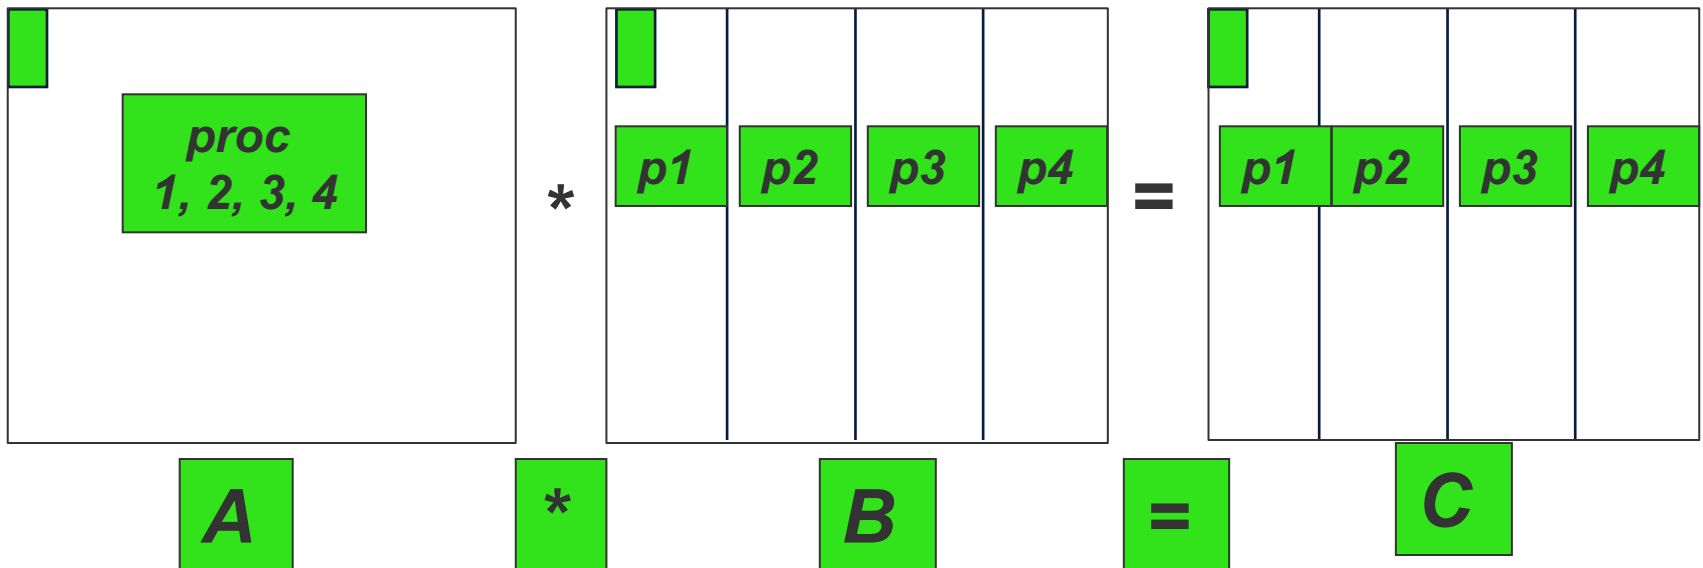 proc
1, 2, 3, 4
* p1 p2 p3 p4 = p1 p2 p3 p4
A * B = C